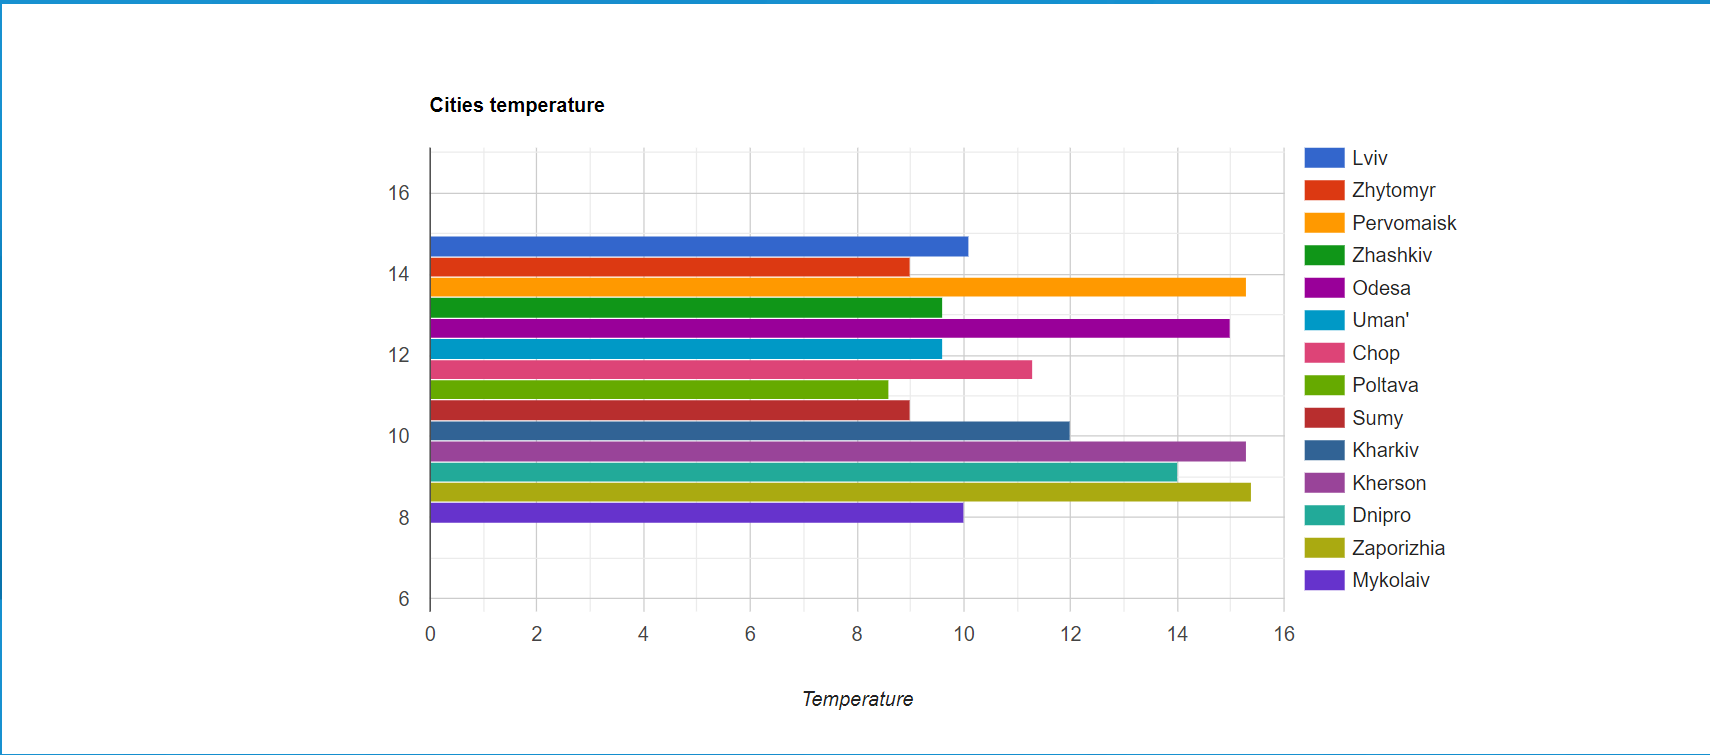 Cities temperature
16
14
12
10
8
6
0 2 4 6 8 10 12 14 16
Temperature
Lviv
Zhytomyr
Pervomaisk
Zhashkiv
Odesa
Uman'
Chop
Poltava
Sumy
Kharkiv
Kherson
Dnipro
Zaporizhia
Mykolaiv